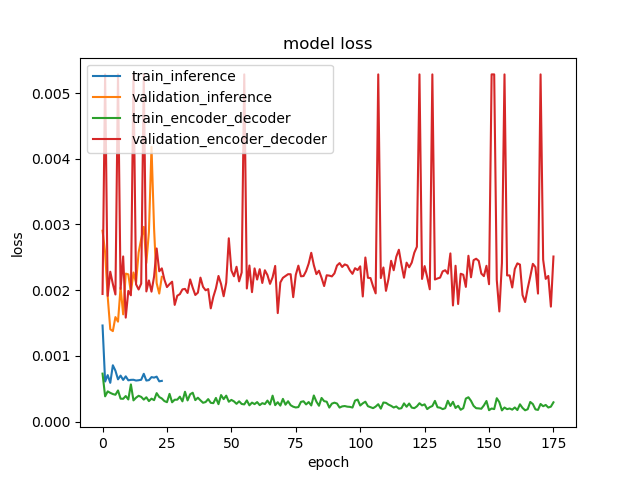 model loss
train_inference
validation_inference
train_encoder_decoder
validation_encoder_decoder
0.005
0.004
0.003
0.002
0.001
0.000
loss
0 25 50 75 100 125 150 175
epoch